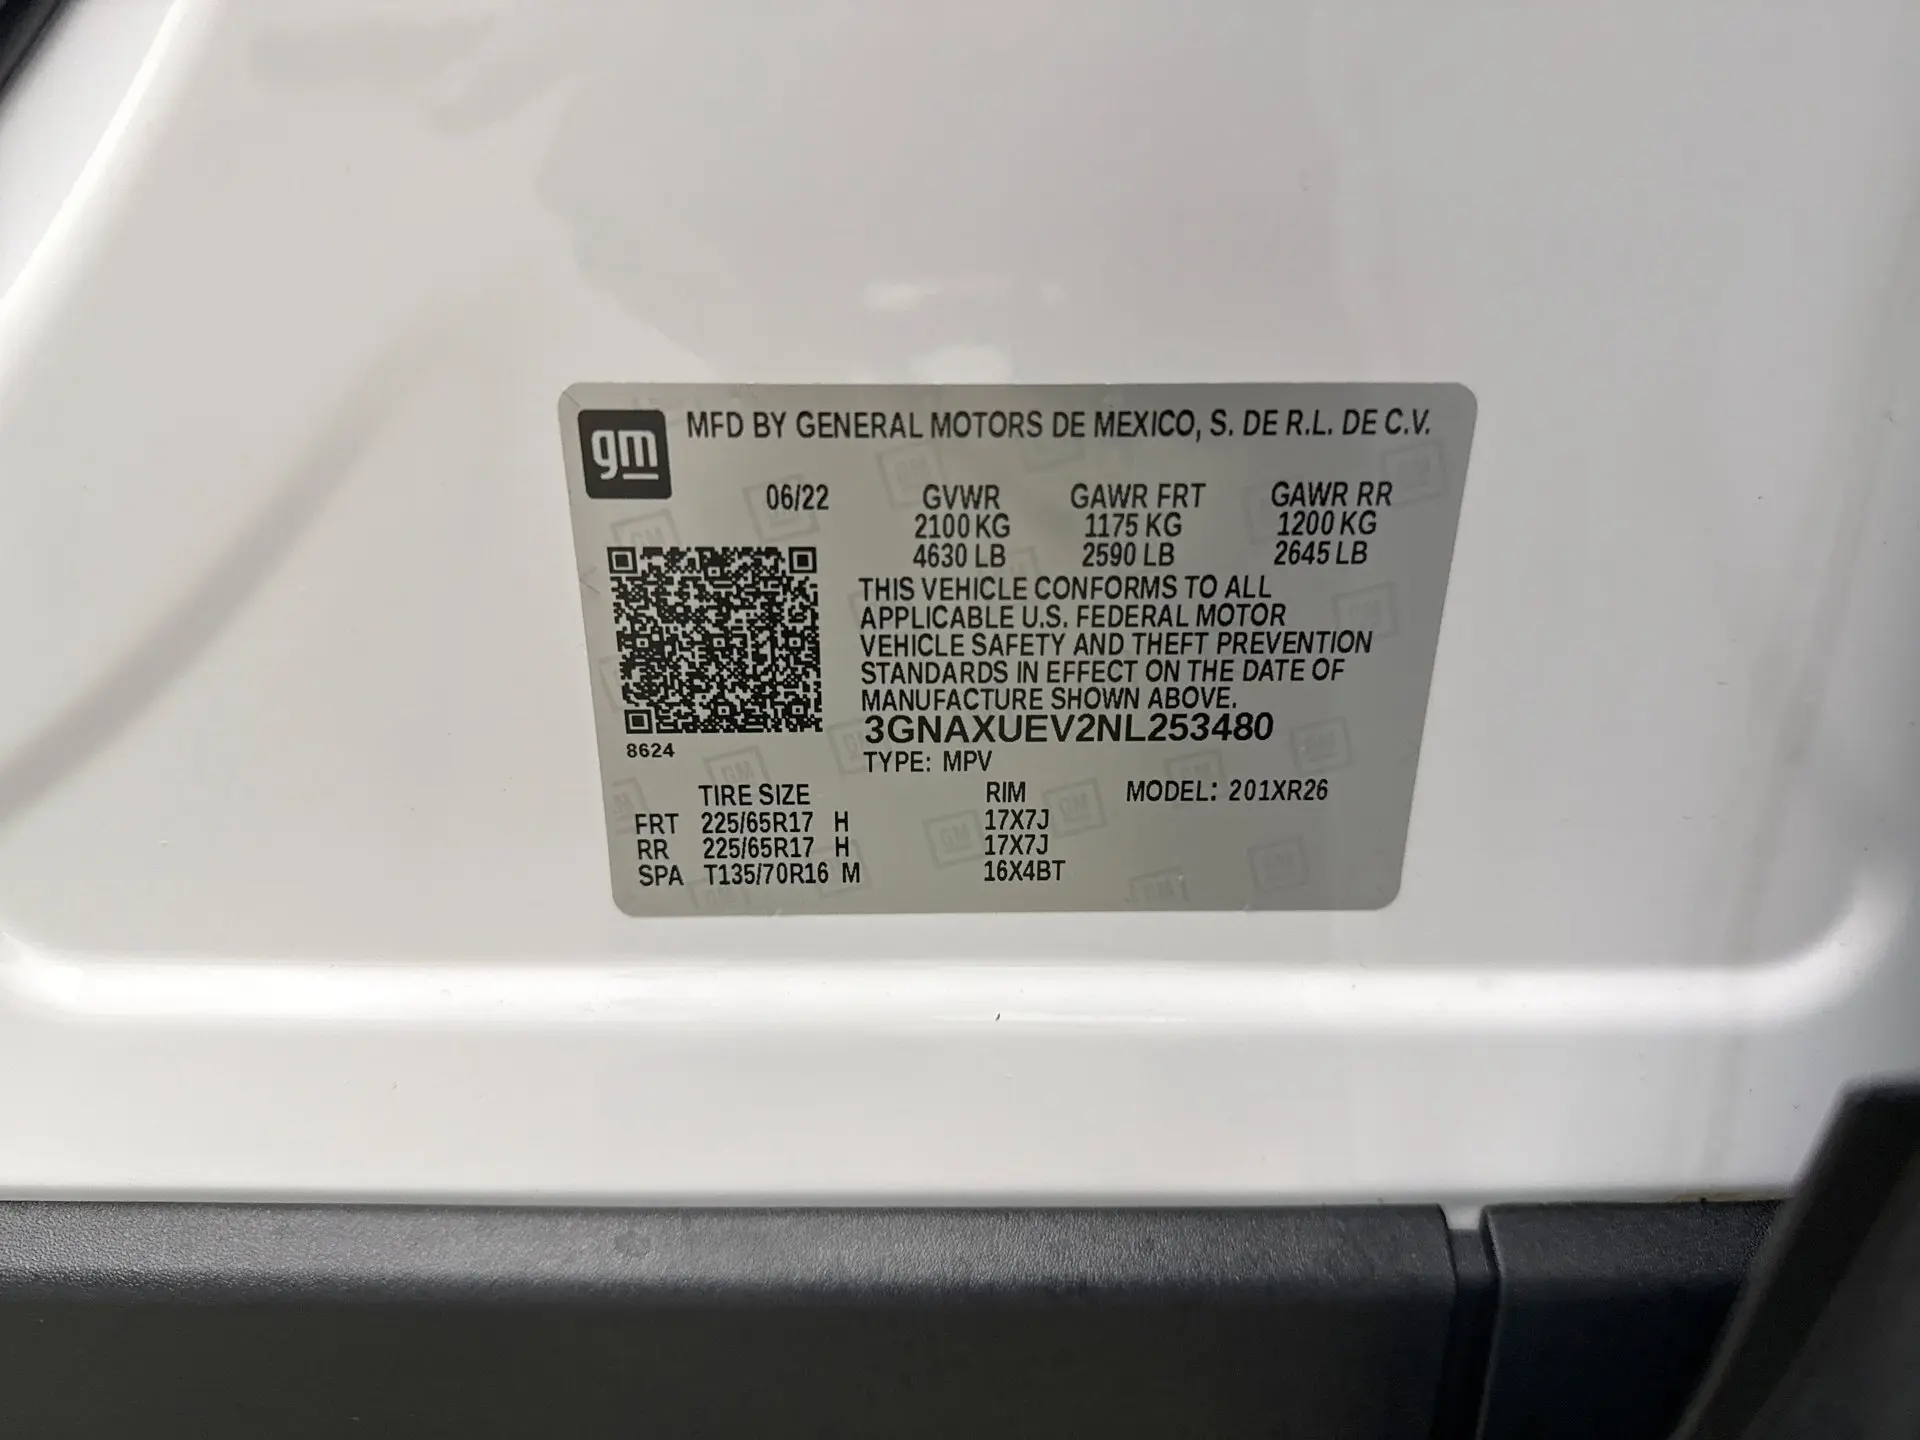 gm
MFD BY GENERAL MOTORS DE MEXICO, S. DE R.L. DE C.V.
06/22 GVWR GAWR FRT GAWR RR
2100 KG 1175 KG 1200 KG
4630 LB 2590 LB 2645 LB
THIS VEHICLE CONFORMS TO ALL
APPLICABLE U.S. FEDERAL MOTOR
VEHICLE SAFETY AND THEFT PREVENTION
STANDARDS IN EFFECT ON THE DATE OF
MANUFACTURE SHOWN ABOVE.
3GNAXUEV2NL253480
8624
TYPE: MPV
TIRE SIZE RIM MODEL: 201XR26
FRT 225/65R17 H 17X7J
RR 225/65R17 H 17X7J
SPA T135/70R16 M 16X4BT